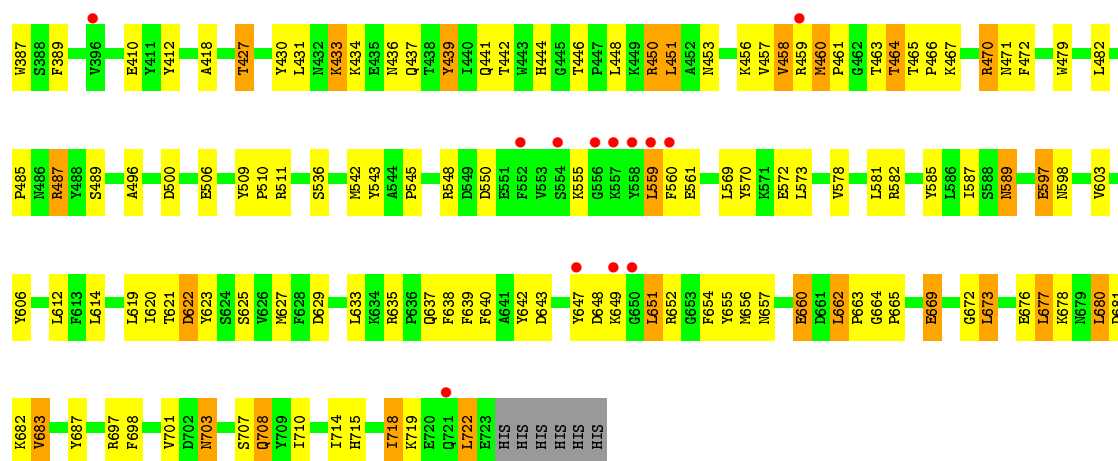 W387 S388 F389 V396 E410 Y411 Y412 A418 T427 Y430 L431 N432 K433 K434 E435 N436 Q437 T438 Y439 I440 Q441 T442 W443 H444 G445 T446 P447 L448 K449 R450 L451 A452 N453 K456 V457 V458 R459 M460 P461 G462 T463 T464 T465 P466 K467 R470 N471 F472 W479 L482
P485 N486 R487 Y488 S489 A496 D500 E506 Y509 P510 R511 S536 M542 Y543 A544 P545 R548 D549 D550 E551 F552 V553 S554 K555 G556 K557 Y558 L559 F560 E561 L569 Y570 K571 E572 L573 V578 L581 R582 Y585 L586 I587 S588 N589 E597 N598 V603
Y606 L612 F613 L614 L619 I620 T621 D622 Y623 S624 S625 V626 M627 F628 D629 L633 K634 R635 P636 Q637 F638 F639 F640 A641 Y642 D643 Y647 D648 K649 G650 L651 R652 G653 F654 Y655 M656 N657 E660 D661 L662 P663 G664 P665 E669 G672 L673 E676 L677 K678 N679 L680 D681
K682 V683 Y687 R697 F698 V701 D702 N703 S707 Q708 Y709 I710 I714 H715 I718 K719 E720 Q721 L722 E723 HIS HIS HIS HIS HIS HIS